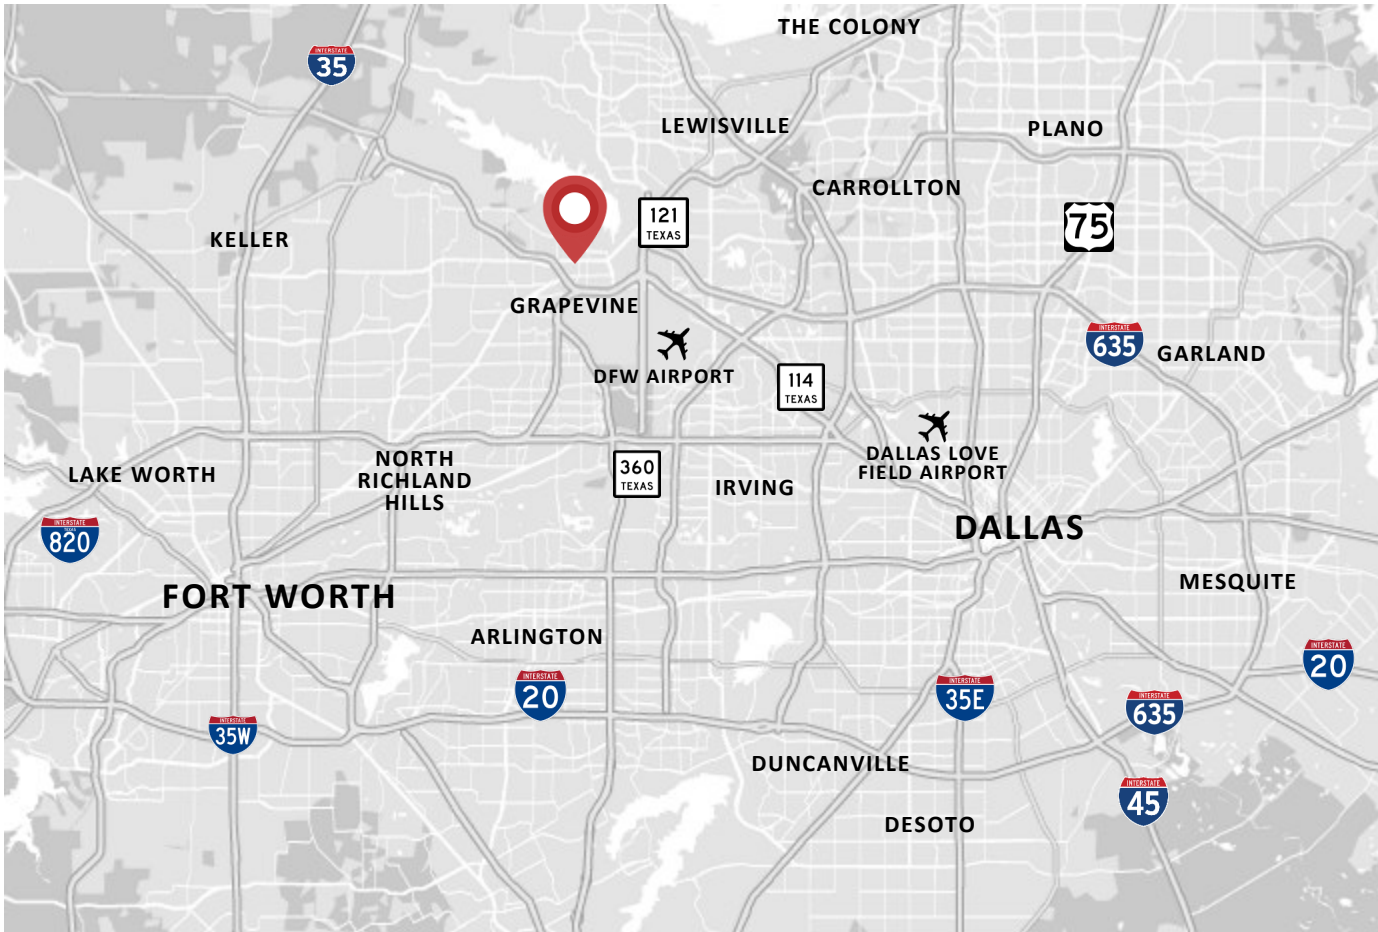 THE COLONY
INTERSTATE
35
LEWISVILLE
PLANO
CARROLLTON
121
TEXAS
75
KELLER
GRAPEVINE
INTERSTATE
635
GARLAND
DFW AIRPORT
114
TEXAS
DALLAS LOVE
FIELD AIRPORT
NORTH
RICHLAND
HILLS
LAKE WORTH
360
TEXAS
IRVING
INTERSTATE
TEXAS
820
DALLAS
FORT WORTH
MESQUITE
ARLINGTON
INTERSTATE
20
INTERSTATE
20
INTERSTATE
35E
INTERSTATE
635
INTERSTATE
35W
DUNCANVILLE
INTERSTATE
45
DESOTO